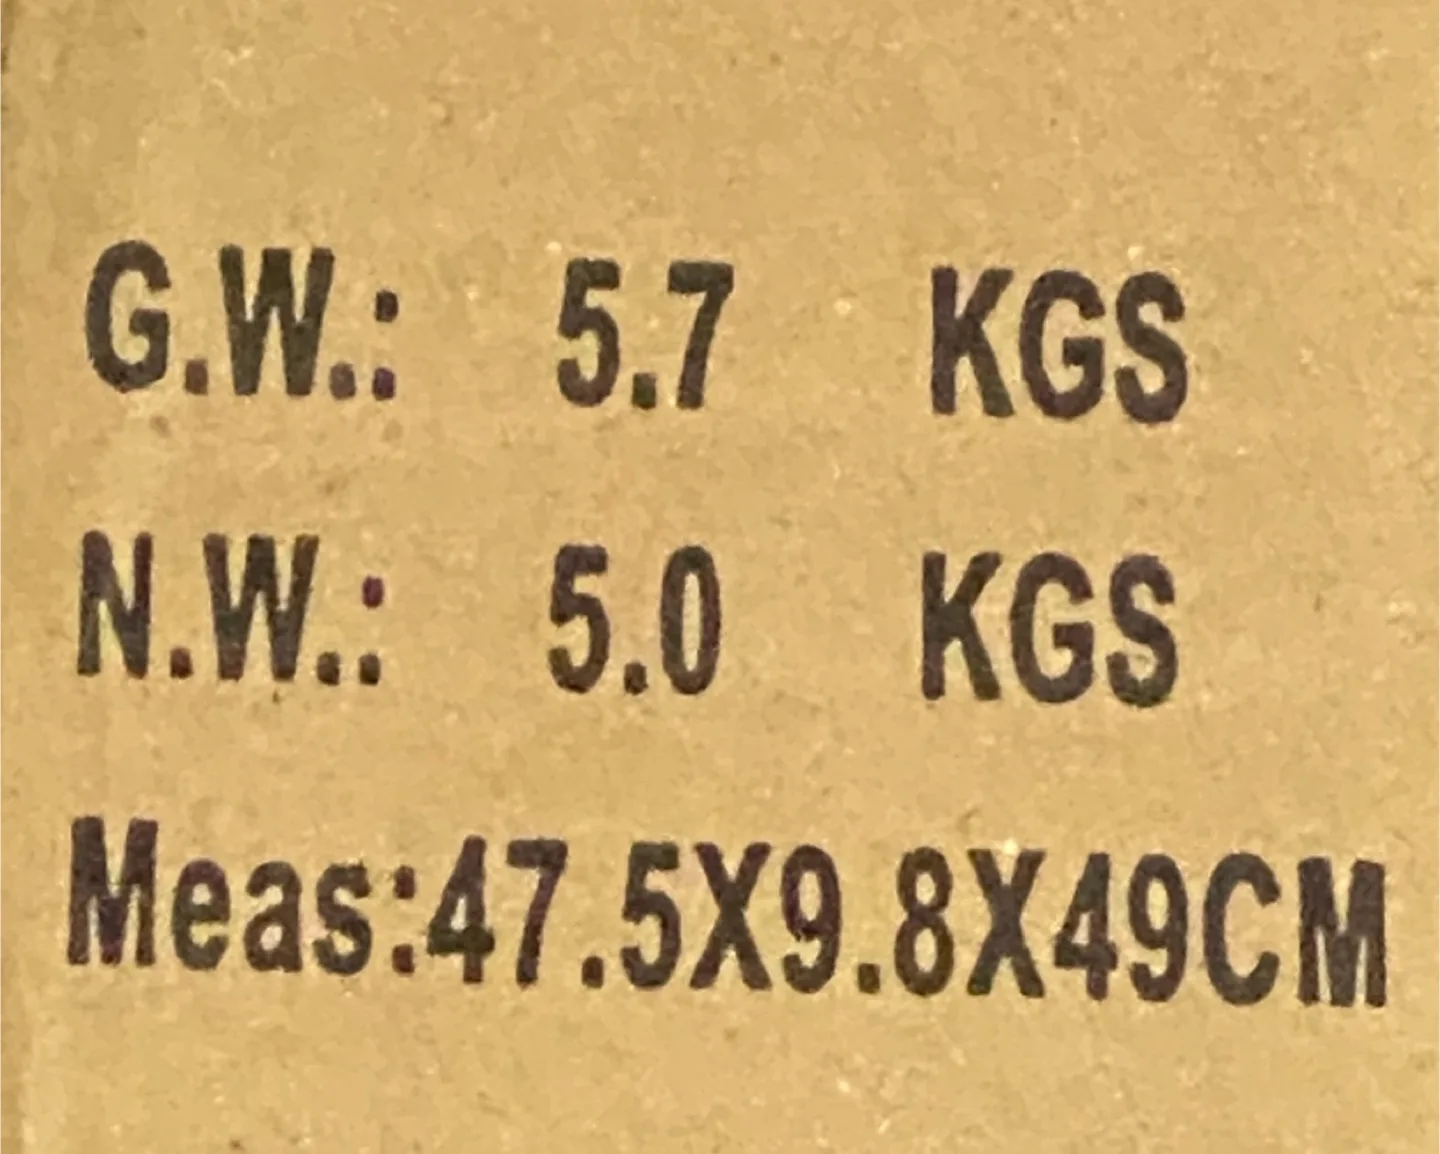 G.W.: 5.7 KGS
N.W.: 5.0 KGS
Meas:47.5X9.8X49CM